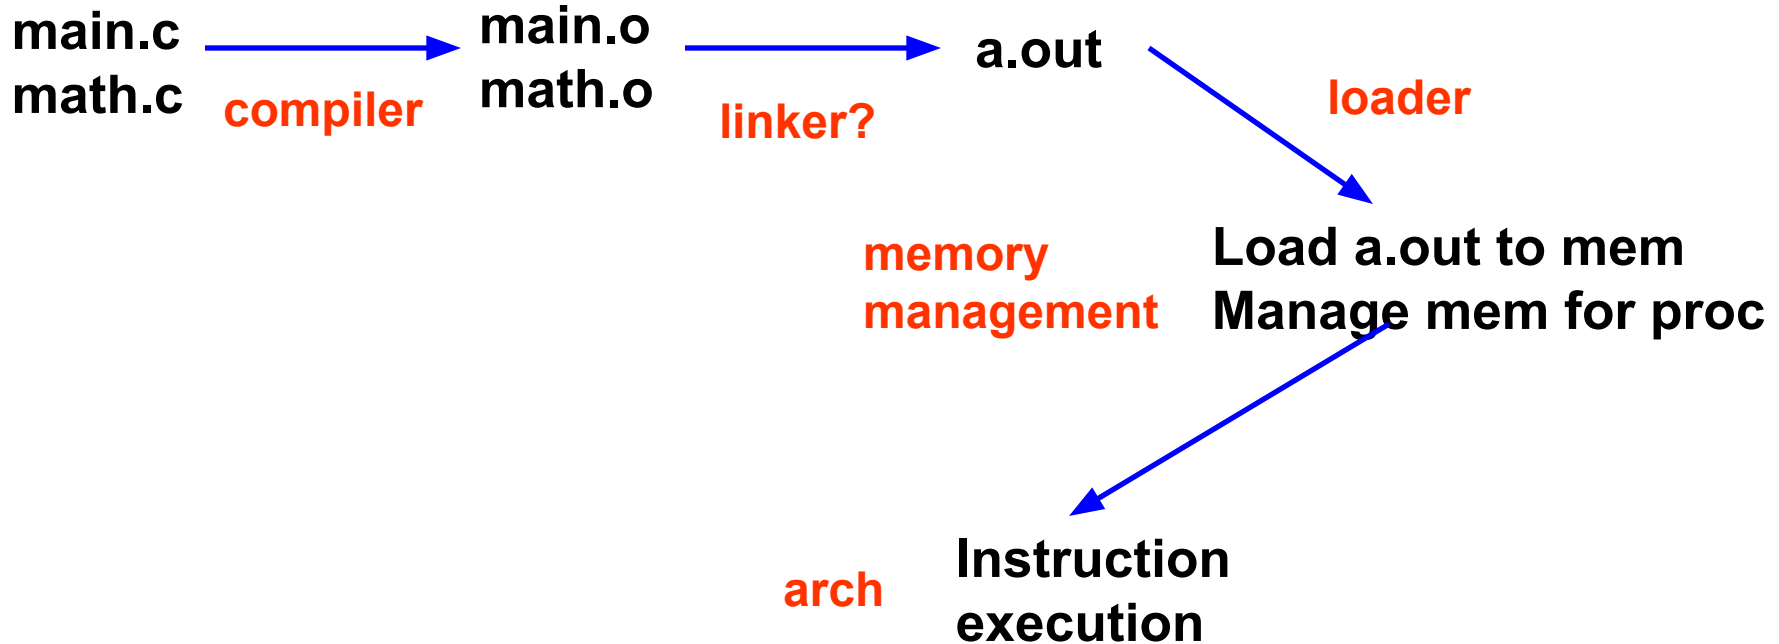 main.c
math.c
compiler
main.o
math.o
linker?
a.out
loader
memory
management
Load a.out to mem
Manage mem for proc
arch
Instruction
execution